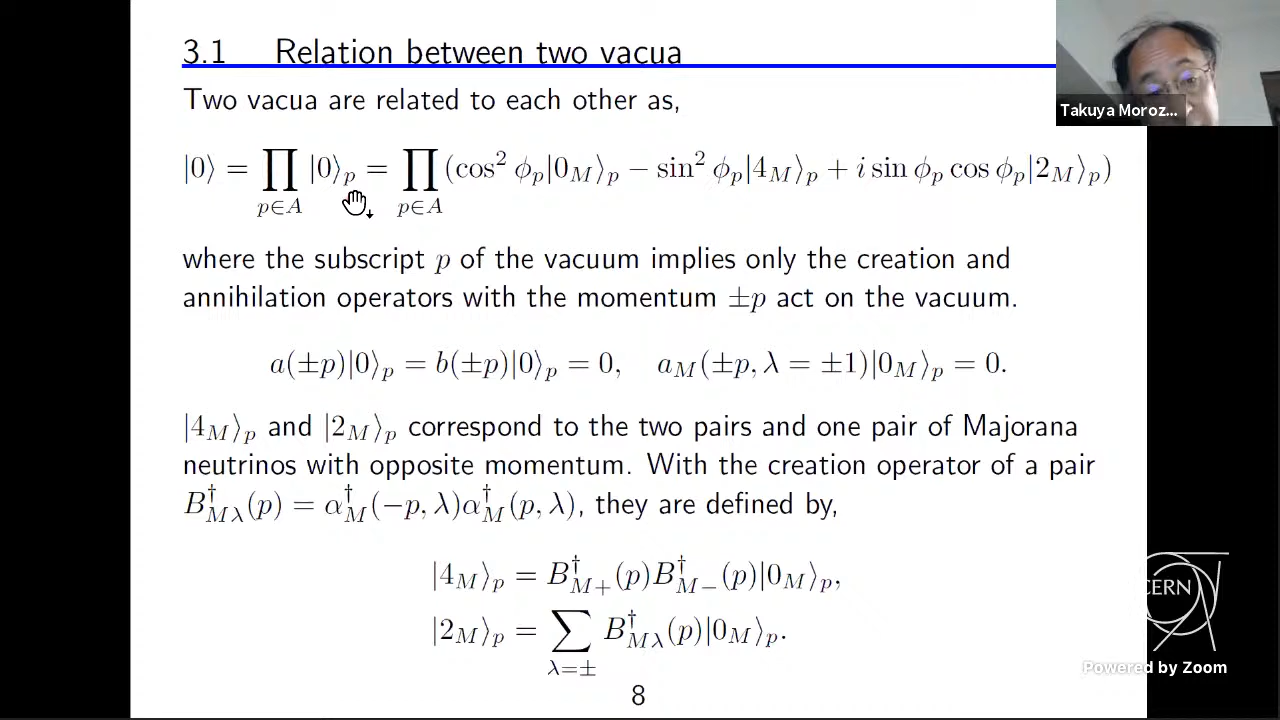 3.1 Relation between two vacua
Two vacua are related to each other as,
|0⟩ = ∏_{p∈A} |0⟩_p = ∏_{p∈A} (cos² ϕ_p|0_M⟩_p − sin² ϕ_p|4_M⟩_p + i sin ϕ_p cos ϕ_p|2_M⟩_p)
where the subscript p of the vacuum implies only the creation and
annihilation operators with the momentum ±p act on the vacuum.
a(±p)|0⟩_p = b(±p)|0⟩_p = 0, a_M(±p, λ = ±1)|0_M⟩_p = 0.
|4_M⟩_p and |2_M⟩_p correspond to the two pairs and one pair of Majorana
neutrinos with opposite momentum. With the creation operator of a pair
B†_{Mλ}(p) = α†_M(−p, λ)α†_M(p, λ), they are defined by,
|4_M⟩_p = B†_{M+}(p)B†_{M−}(p)|0_M⟩_p,
|2_M⟩_p = ∑_{λ=±} B†_{Mλ}(p)|0_M⟩_p.
8
Takuya Moroz...
CERN
Powered by Zoom